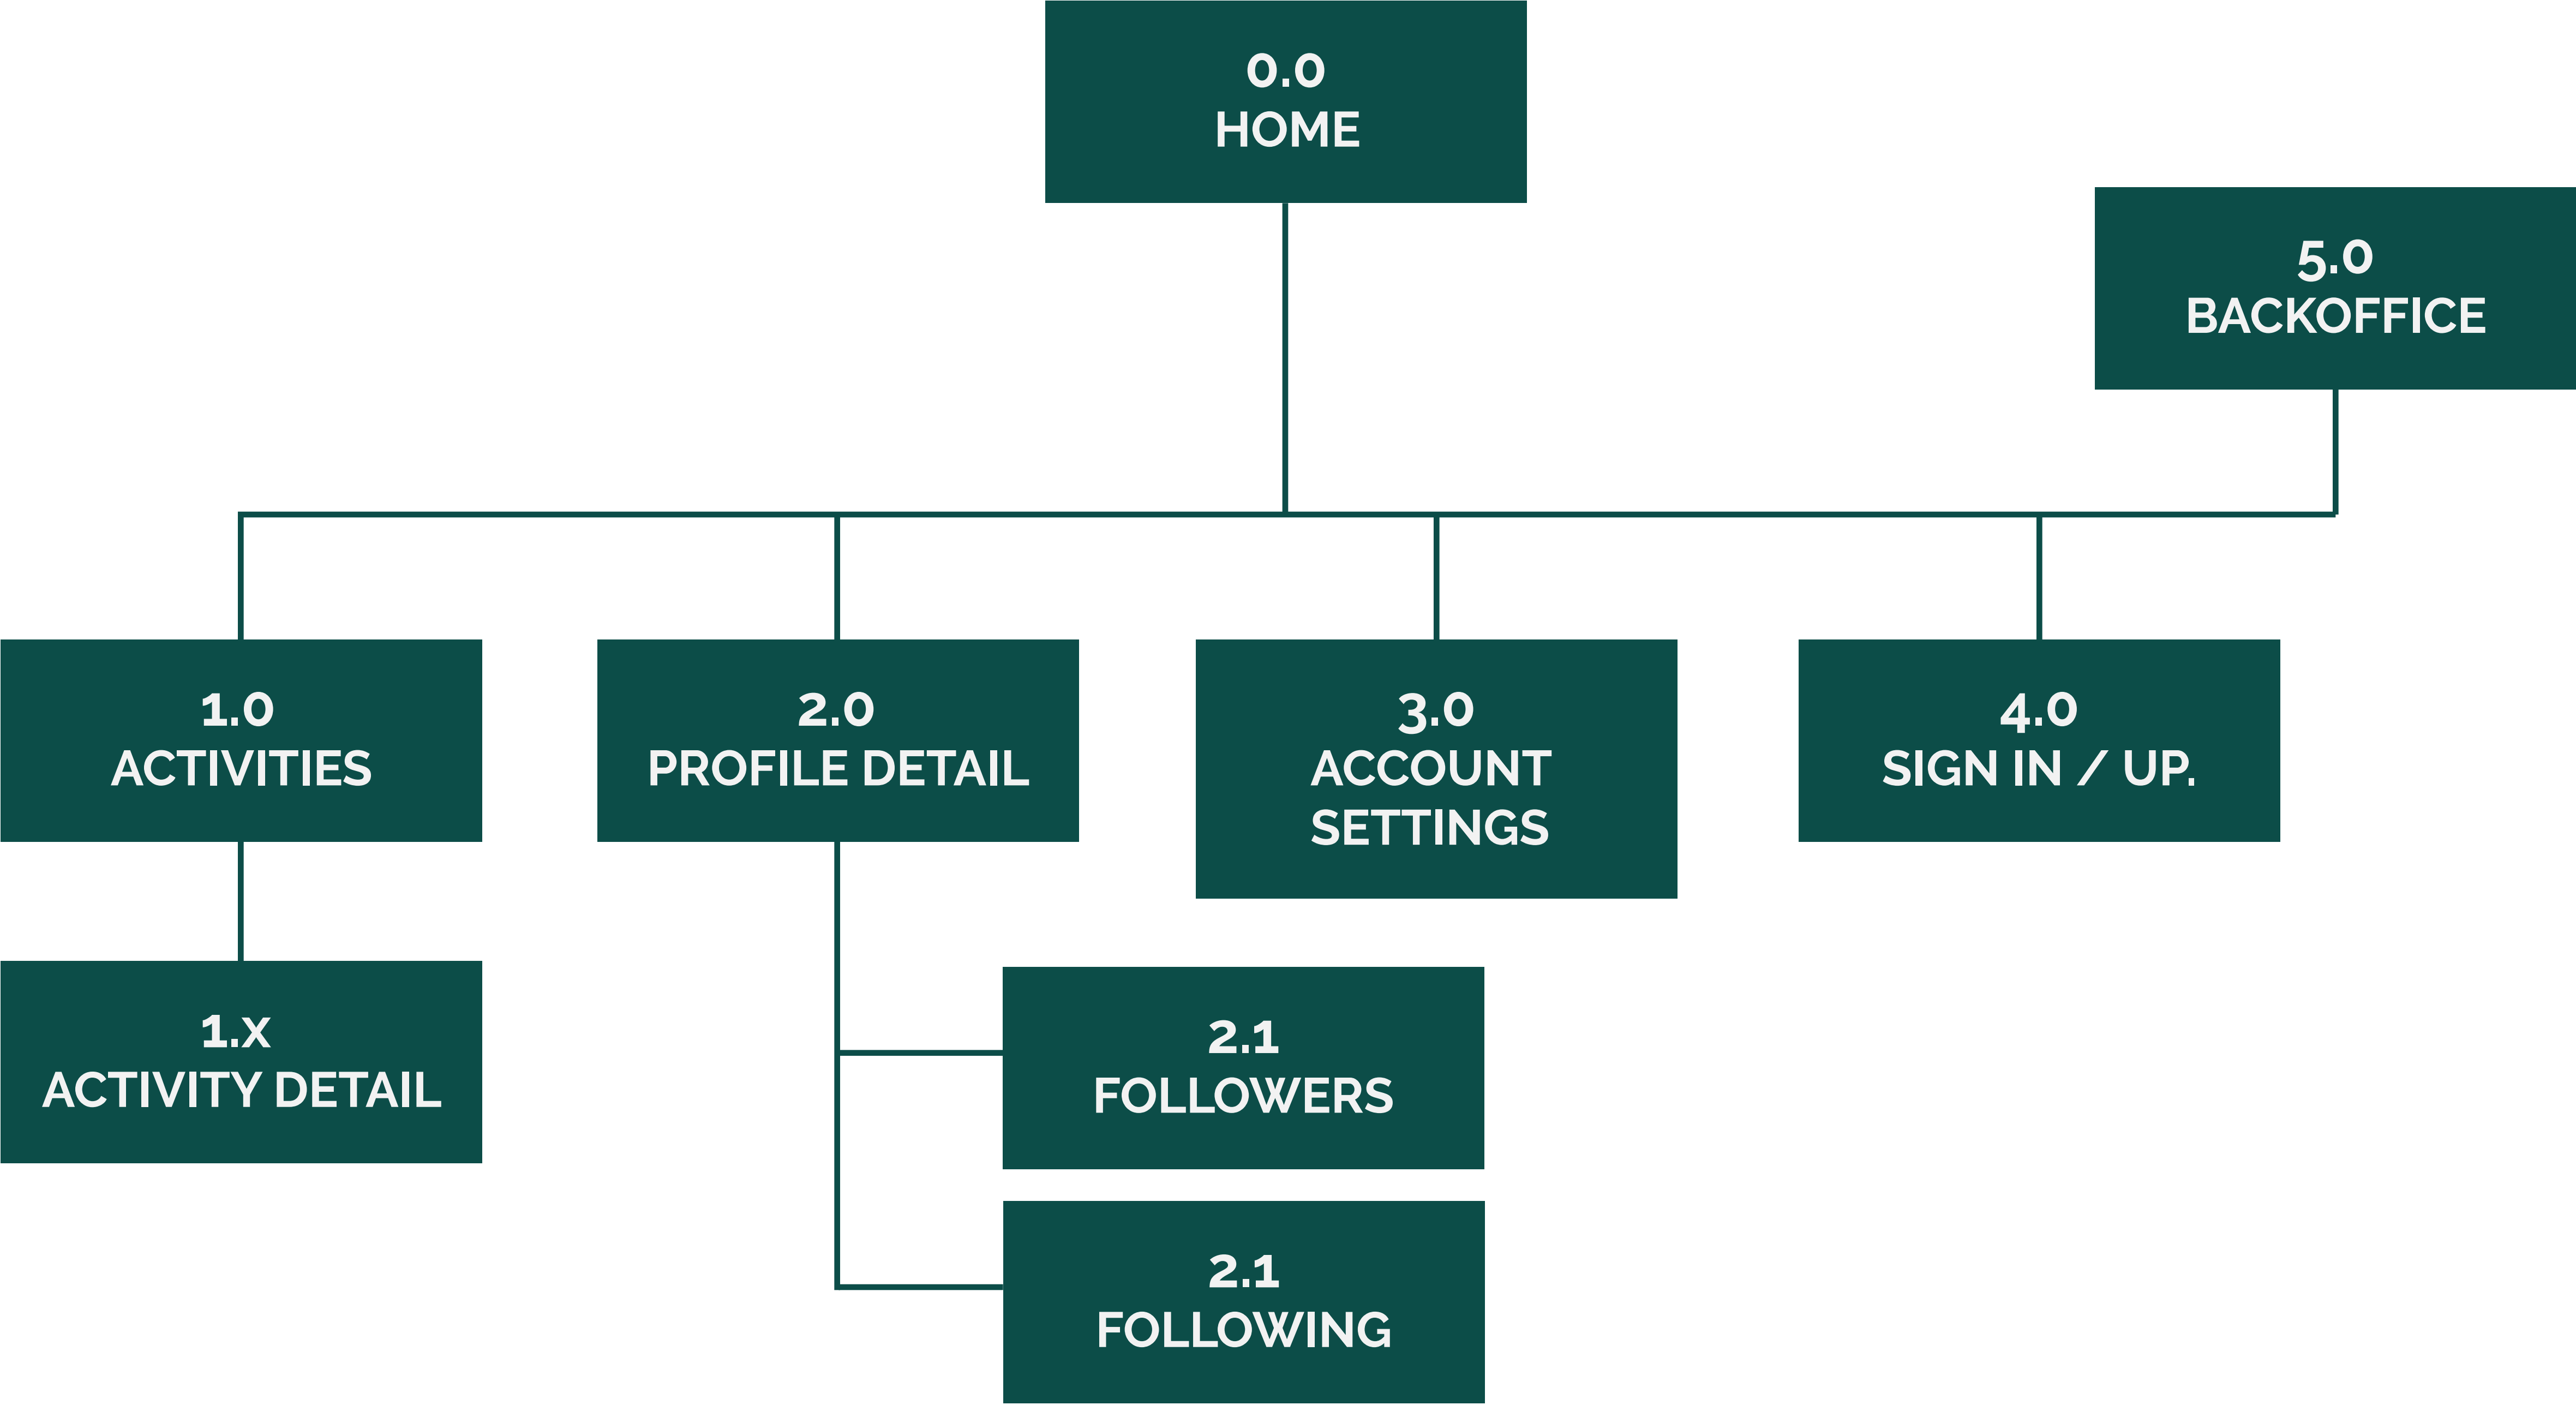 0.0
HOME
5.0
BACKOFFICE
1.0
ACTIVITIES
2.0
PROFILE DETAIL
3.0
ACCOUNT
SETTINGS
4.0
SIGN IN / UP.
1.x
ACTIVITY DETAIL
2.1
FOLLOWERS
2.1
FOLLOWING